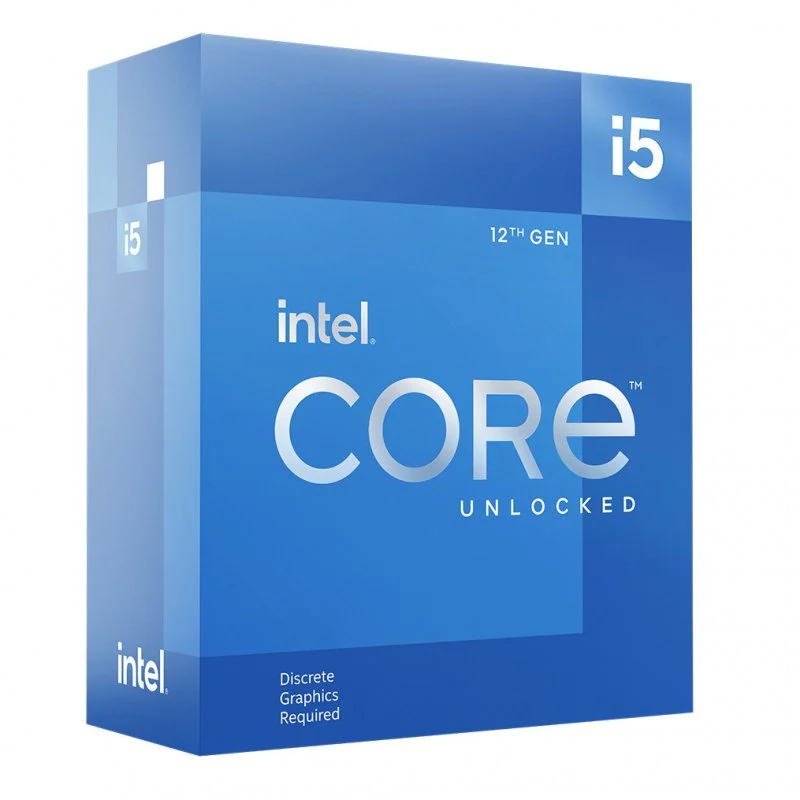 i5
12TH GEN
intel.
CORE™
UNLOCKED
Discrete
Graphics
Required
i5
intel.